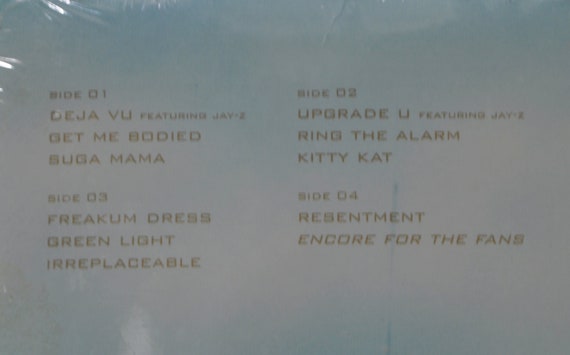 SIDE 01
DEJA VU FEATURING JAY-Z
GET ME BODIED
SUGA MAMA
SIDE 02
UPGRADE U FEATURING JAY-Z
RING THE ALARM
KITTY KAT
SIDE 03
FREAKUM DRESS
GREEN LIGHT
IRREPLACEABLE
SIDE 04
RESENTMENT
ENCORE FOR THE FANS